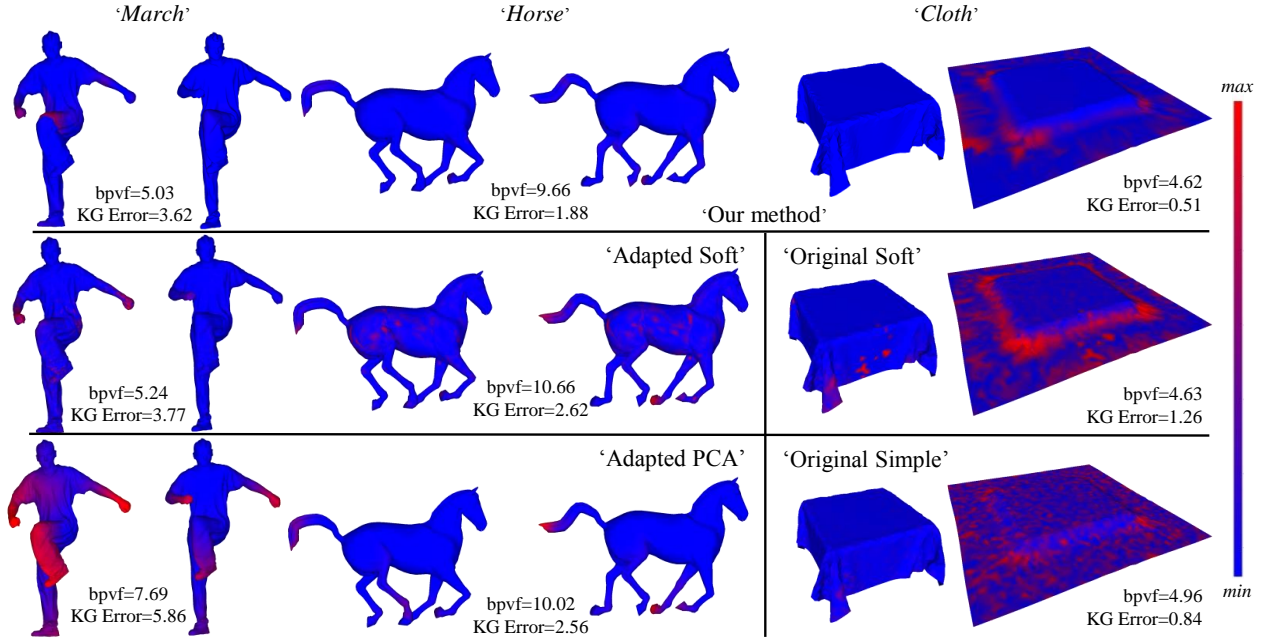 ‘March’
‘Horse’
‘Cloth’
max
bpvf=5.03
KG Error=3.62
bpvf=9.66
KG Error=1.88
bpvf=4.62
KG Error=0.51
‘Our method’
‘Adapted Soft’
‘Original Soft’
bpvf=5.24
KG Error=3.77
bpvf=10.66
KG Error=2.62
bpvf=4.63
KG Error=1.26
‘Adapted PCA’
‘Original Simple’
bpvf=7.69
KG Error=5.86
bpvf=10.02
KG Error=2.56
bpvf=4.96
KG Error=0.84
min